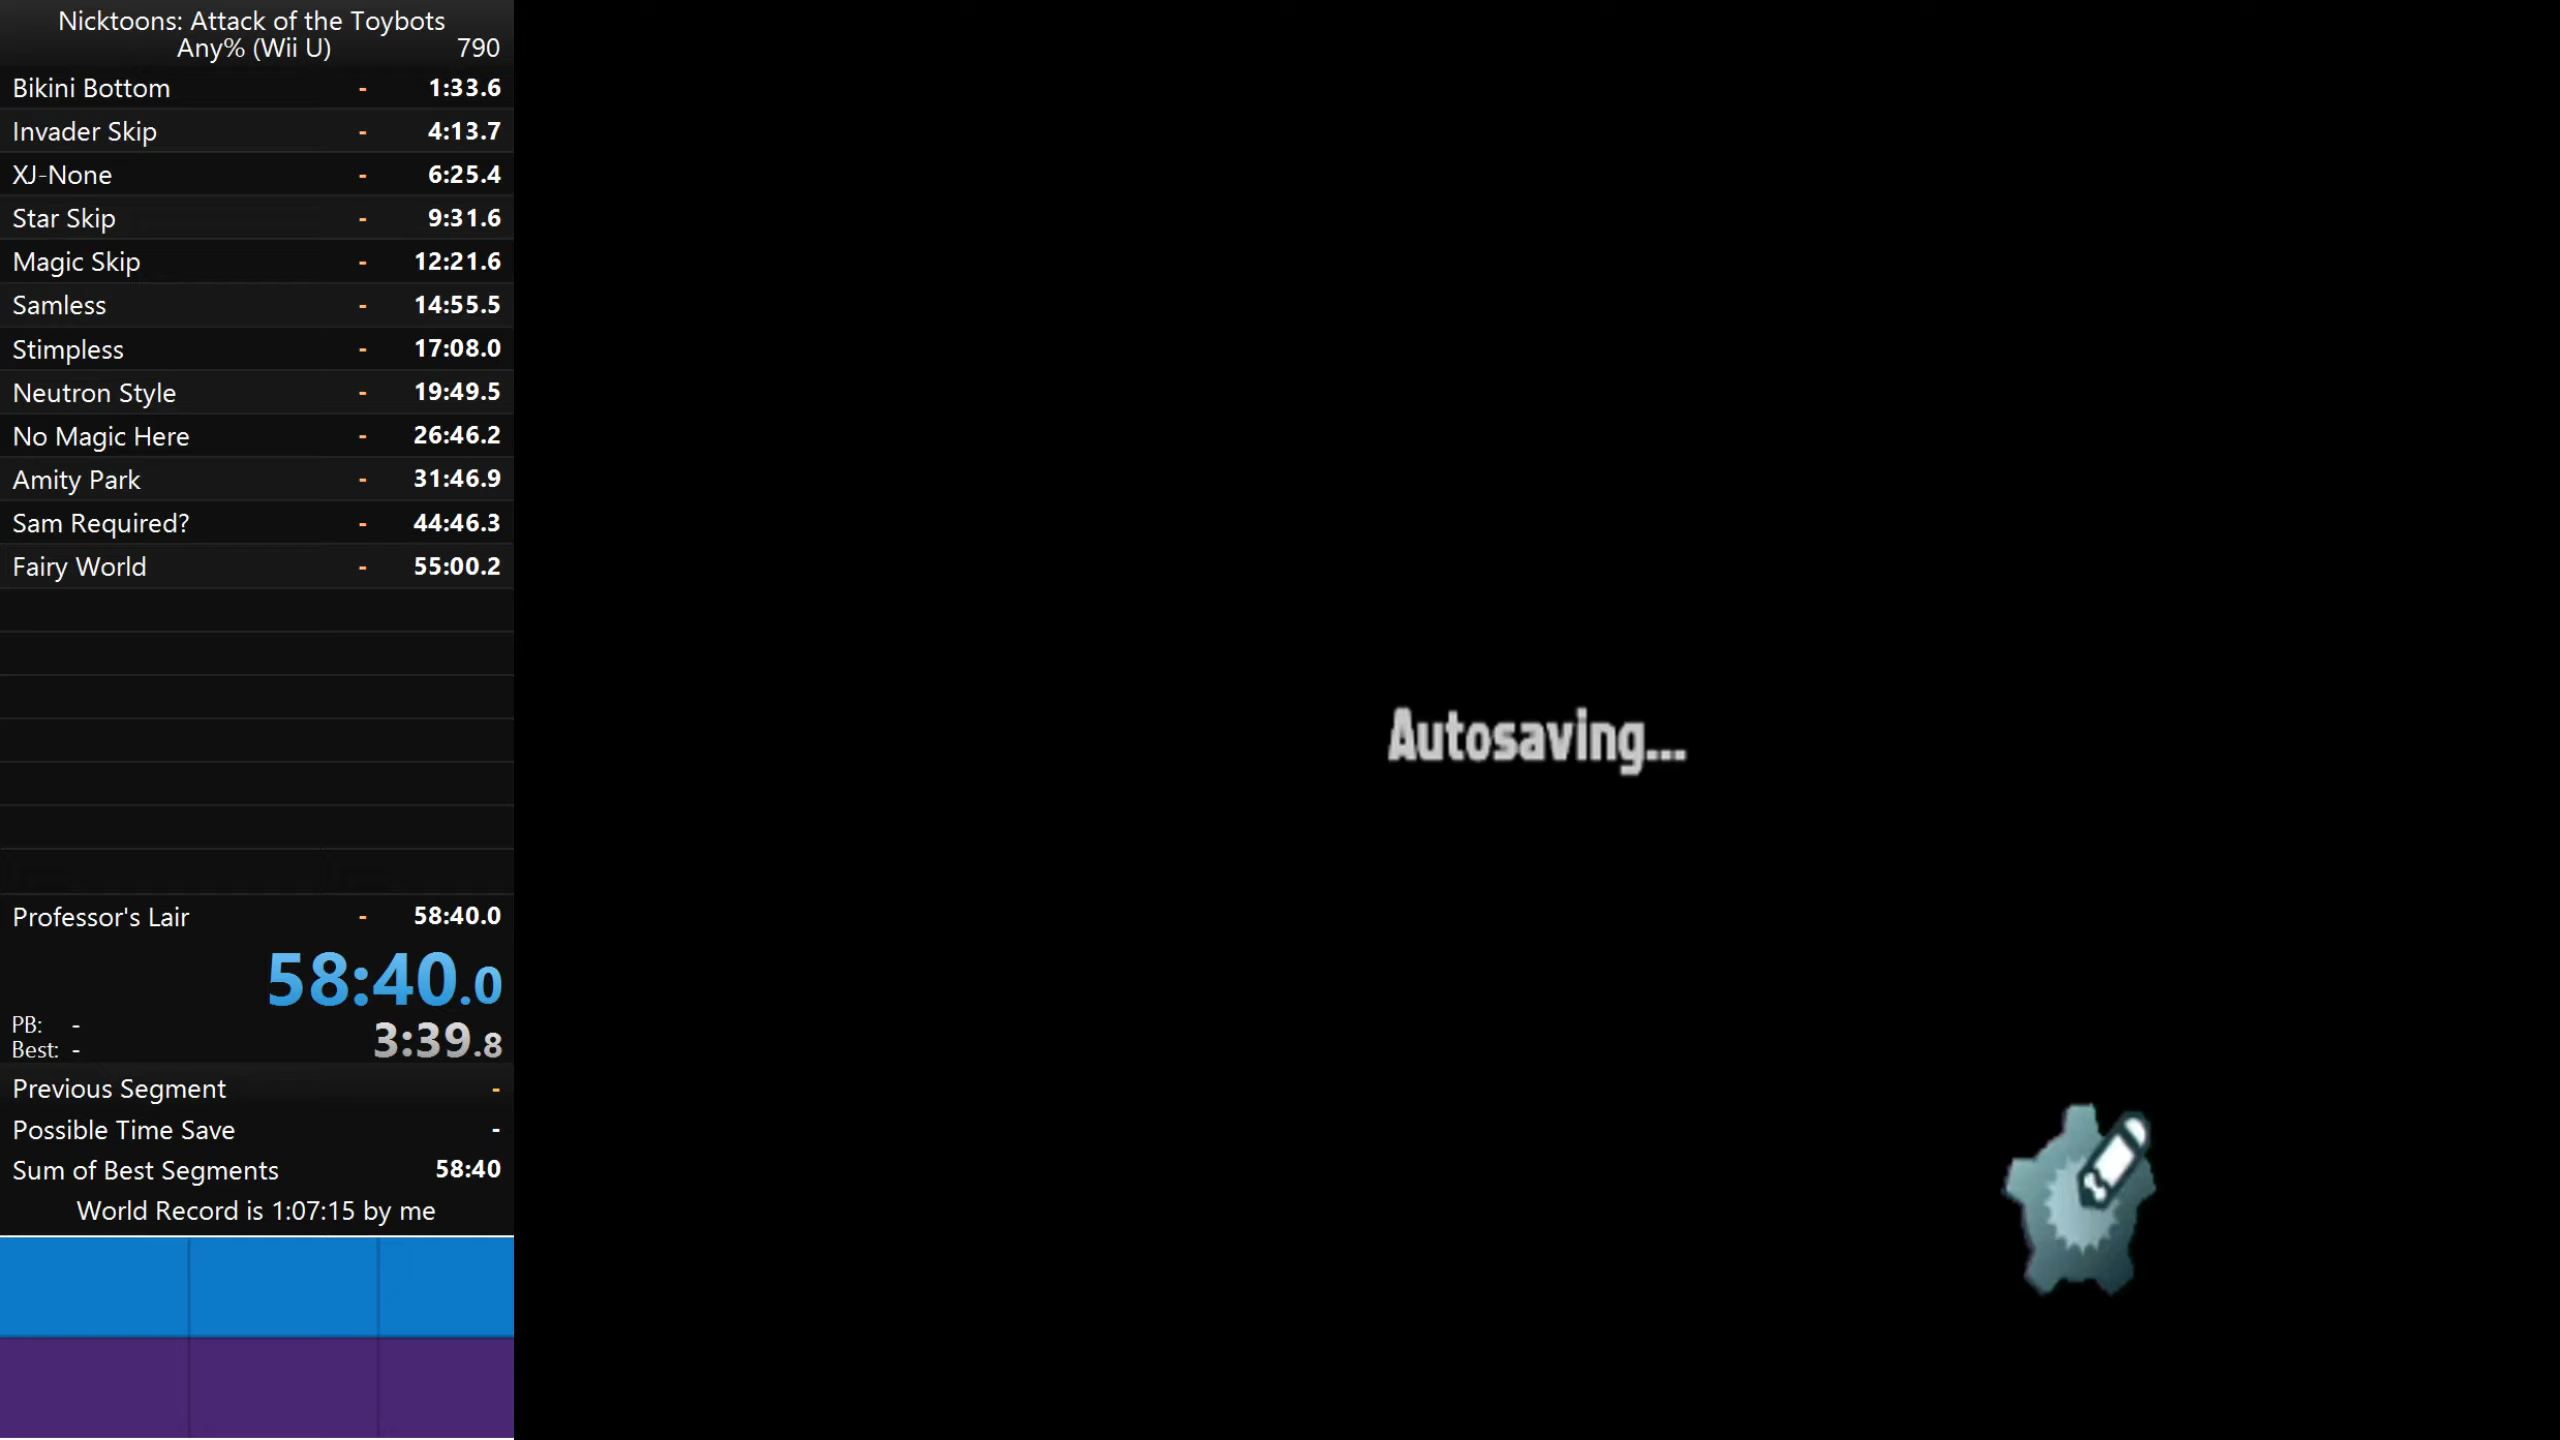 Nicktoons: Attack of the Toybots
Any% (Wii U) 790
Bikini Bottom - 1:33.6
Invader Skip - 4:13.7
XJ-None - 6:25.4
Star Skip - 9:31.6
Magic Skip - 12:21.6
Samless - 14:55.5
Stimpless - 17:08.0
Neutron Style - 19:49.5
No Magic Here - 26:46.2
Amity Park - 31:46.9
Sam Required? - 44:46.3
Fairy World - 55:00.2
Professor's Lair - 58:40.0
58:40.0
PB: -
Best: - 3:39.8
Previous Segment -
Possible Time Save -
Sum of Best Segments 58:40
World Record is 1:07:15 by me
Autosaving...